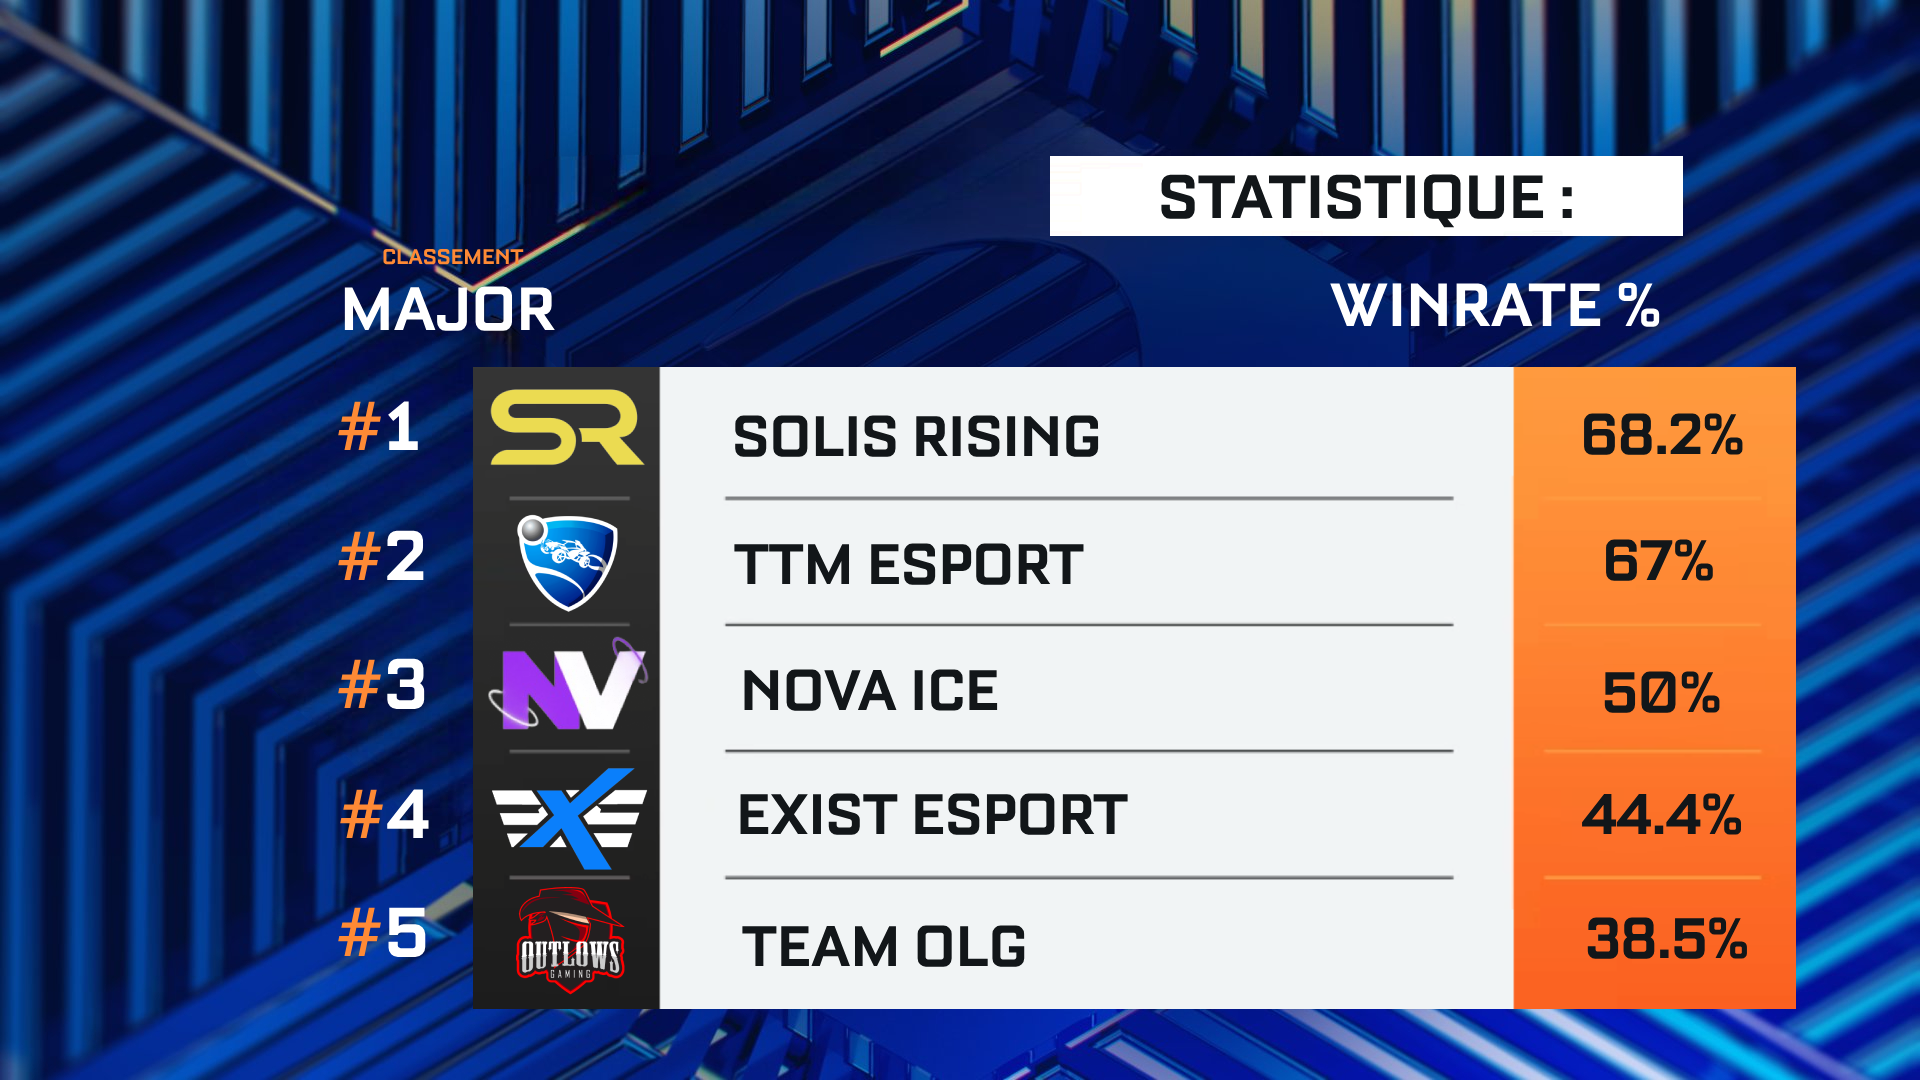 STATISTIQUE :
CLASSEMENT
MAJOR
WINRATE %
#1 SR SOLIS RISING 68.2%
#2 TTM ESPORT 67%
#3 NV NOVA ICE 50%
#4 X EXIST ESPORT 44.4%
#5 OUTLOWS GAMING TEAM OLG 38.5%